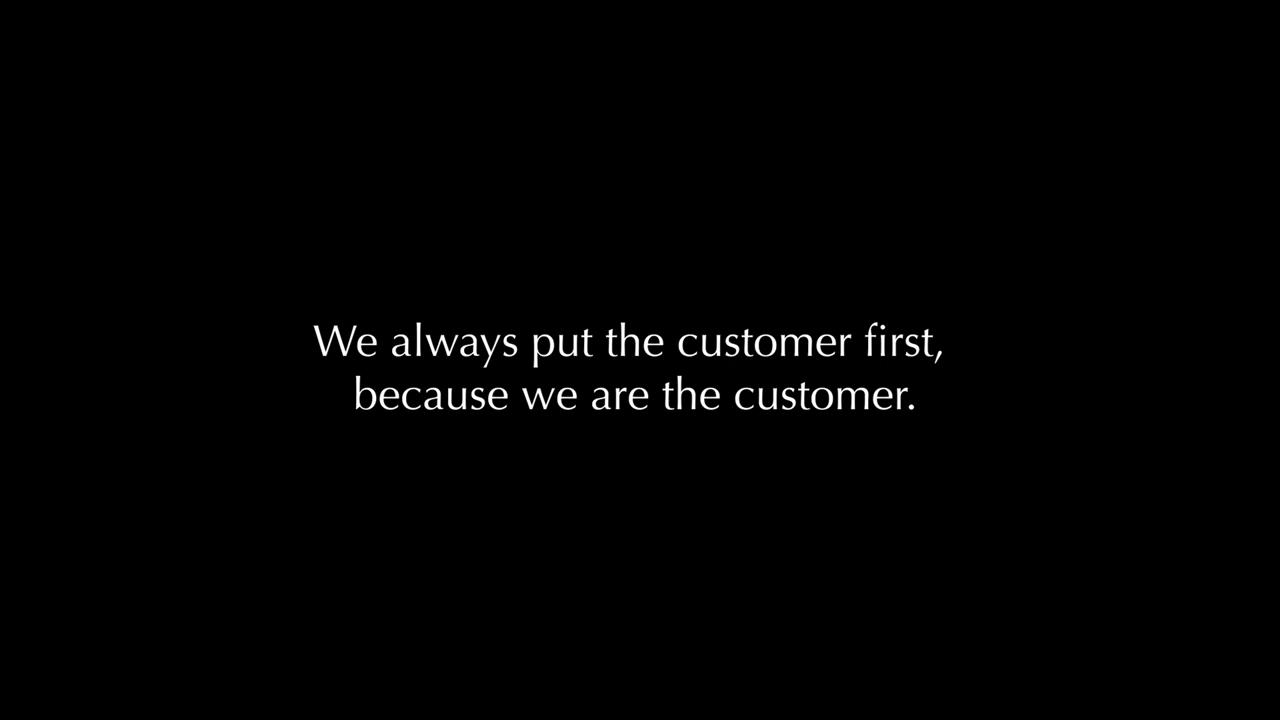 We always put the customer first,
because we are the customer.